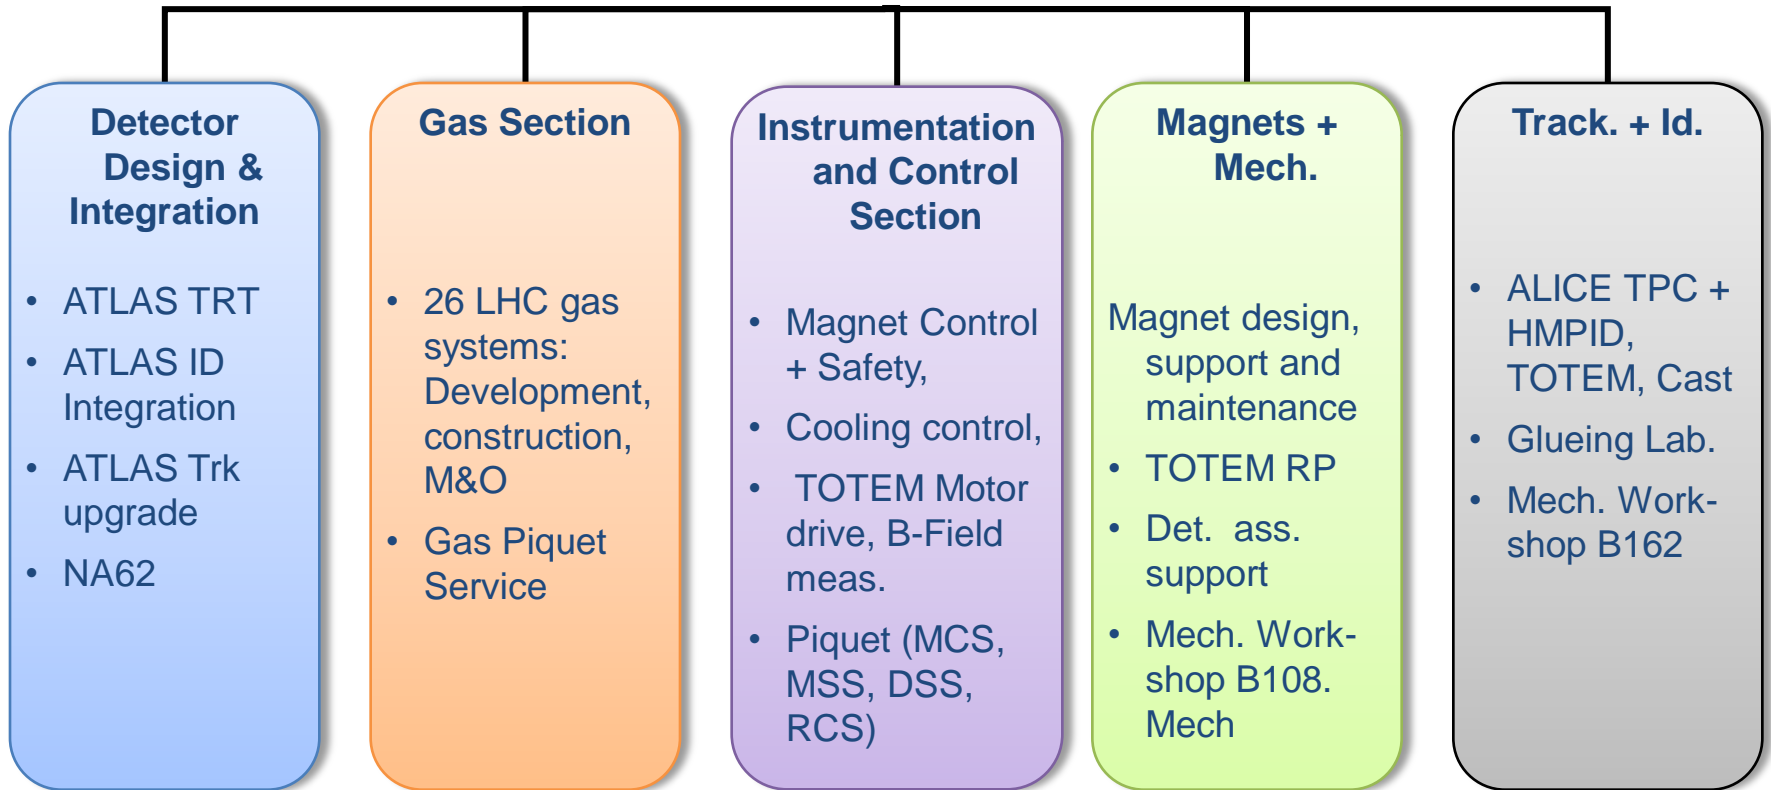 Detector
Design &
Integration
• ATLAS TRT
• ATLAS ID
Integration
• ATLAS Trk
upgrade
• NA62
Gas Section
• 26 LHC gas
systems:
Development,
construction,
M&O
• Gas Piquet
Service
Instrumentation
and Control
Section
• Magnet Control
+ Safety,
• Cooling control,
• TOTEM Motor
drive, B-Field
meas.
• Piquet (MCS,
MSS, DSS,
RCS)
Magnets +
Mech.
Magnet design,
support and
maintenance
• TOTEM RP
• Det. ass.
support
• Mech. Work-
shop B108.
Mech
Track. + Id.
• ALICE TPC +
HMPID,
TOTEM, Cast
• Glueing Lab.
• Mech. Work-
shop B162